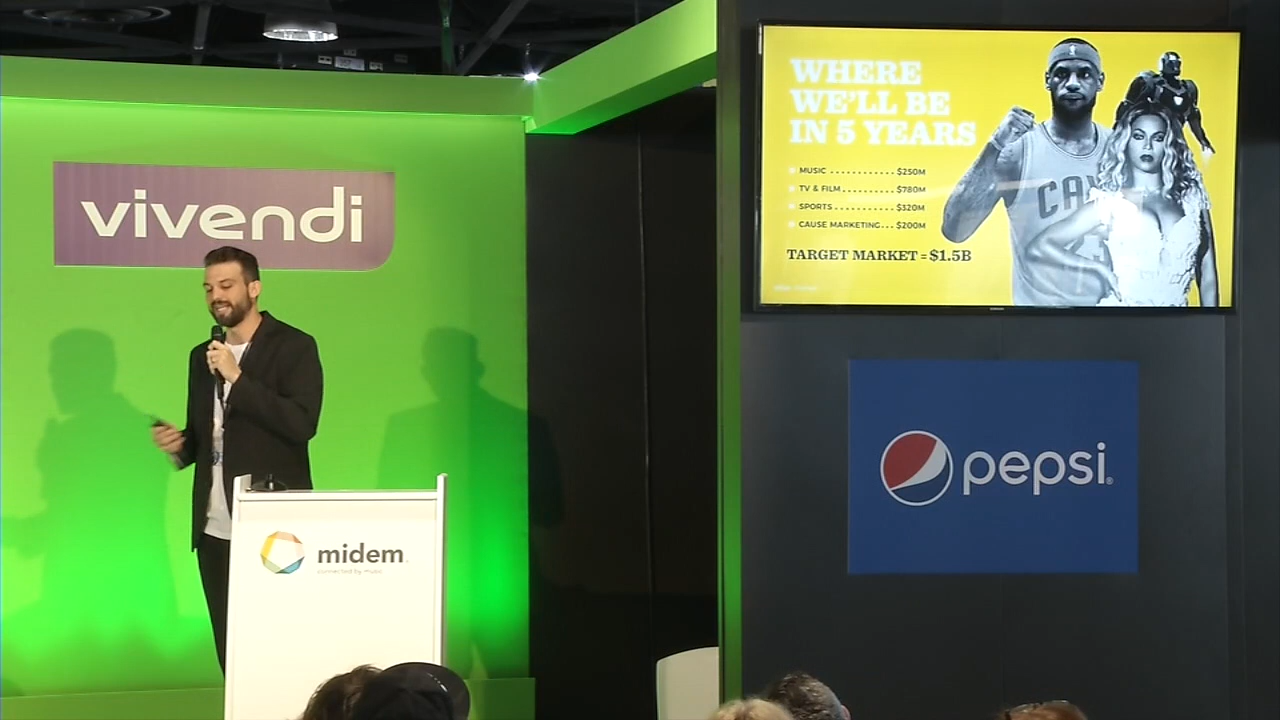 vivendi
midem
connected by music
WHERE
WE'LL BE
IN 5 YEARS
MUSIC ............ $250M
TV & FILM .......... $780M
SPORTS ........... $320M
CAUSE MARKETING... $200M
TARGET MARKET = $1.5B
CAV
pepsi®